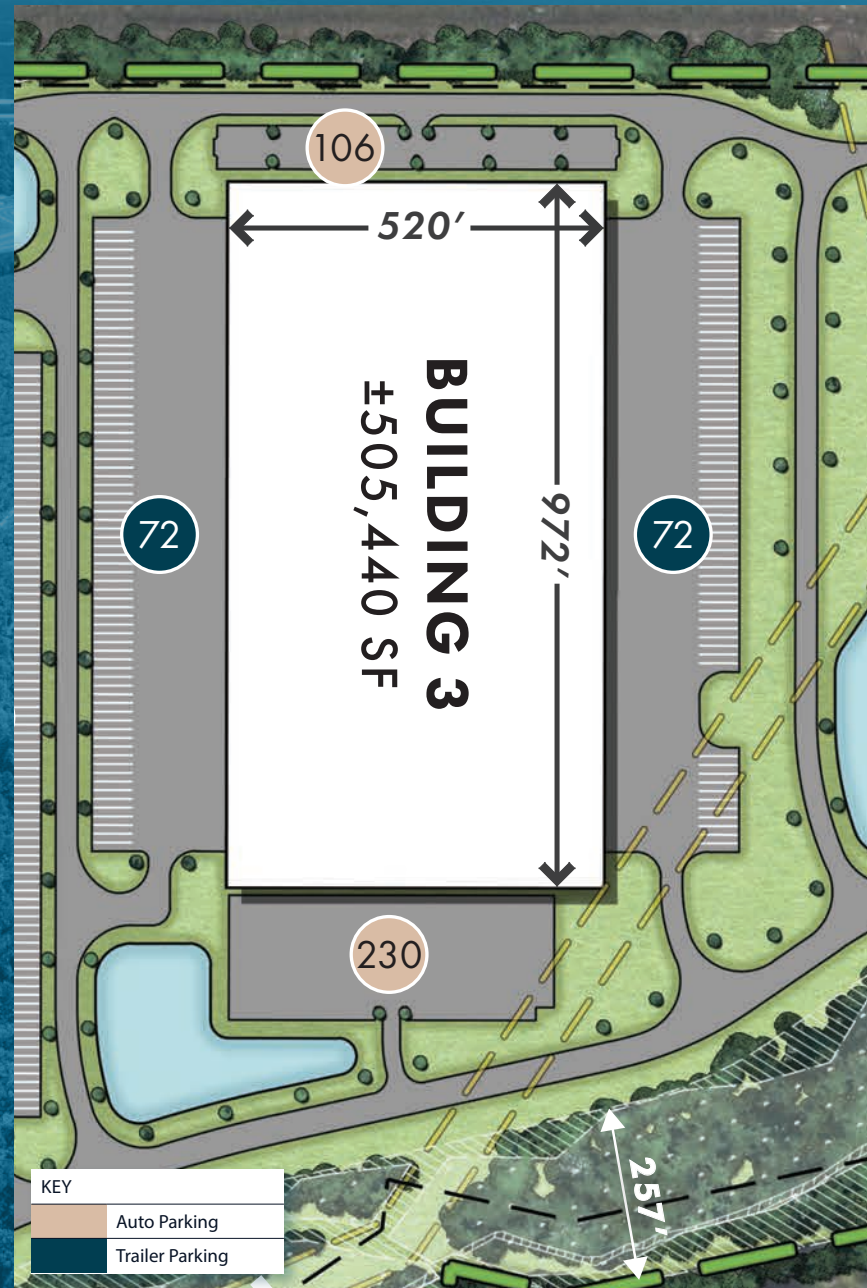 106
520′
BUILDING 3
±505,440 SF
972′
72
72
230
257′
KEY
Auto Parking
Trailer Parking